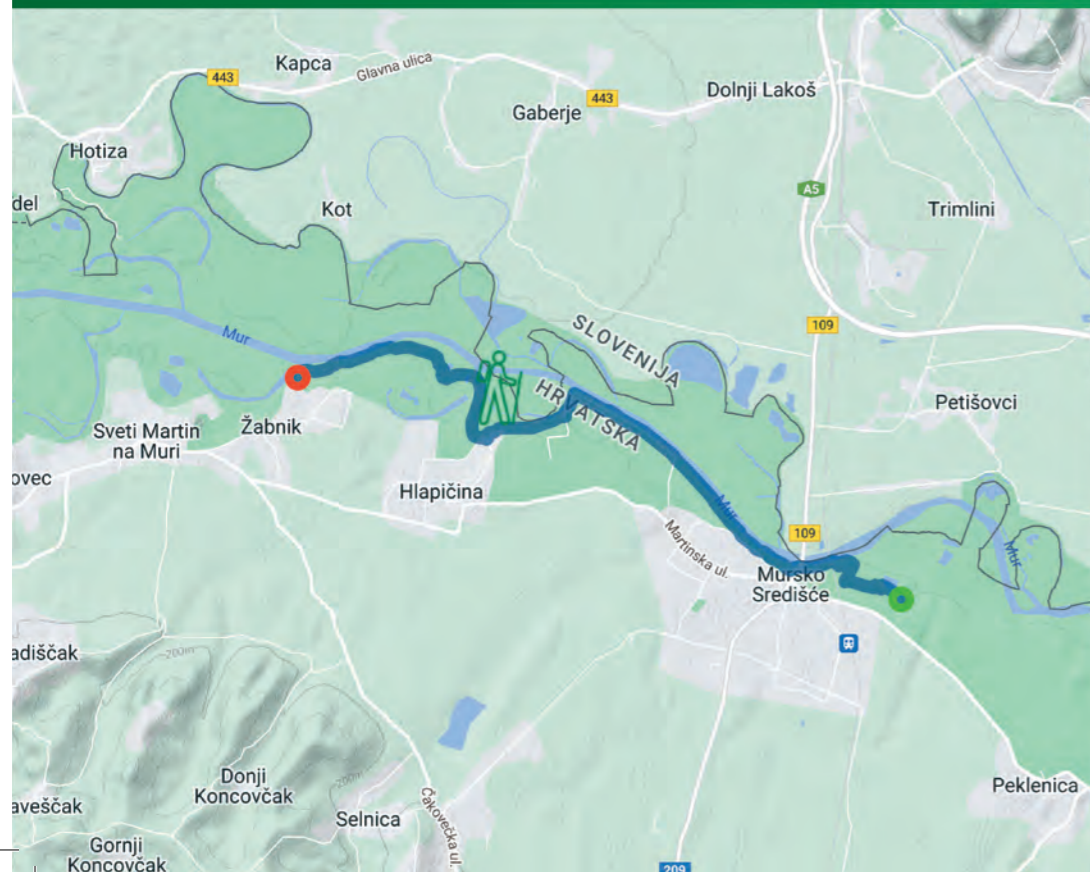 Kapca
Glavna ulica
443
443
Gaberje
Dolnji Lakoš
Hotiza
A5
del
Kot
Trimlini
Mur
SLOVENIJA
109
HRVATSKA
Petišovci
Žabnik
Sveti Martin
na Muri
ovec
Hlapičina
Mur
109
Martinska ul.
Mur
Mursko
Središće
adiščak
200m
200m
Donji
Koncovčak
Peklenica
aveščak
Selnica
Čakovečka ul.
Gornji
Koncovčak
209